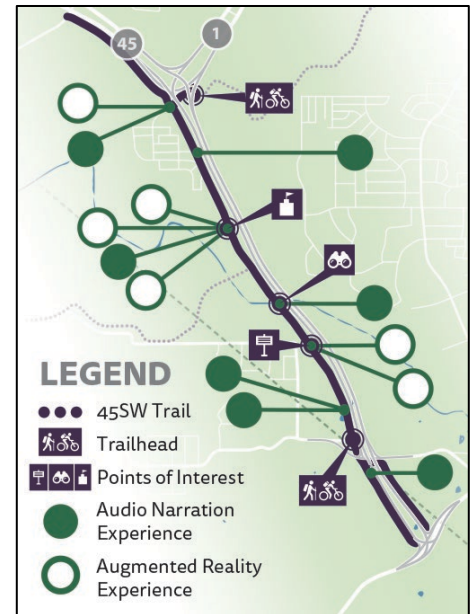 45
1
LEGEND
45SW Trail
Trailhead
Points of Interest
Audio Narration
Experience
Augmented Reality
Experience